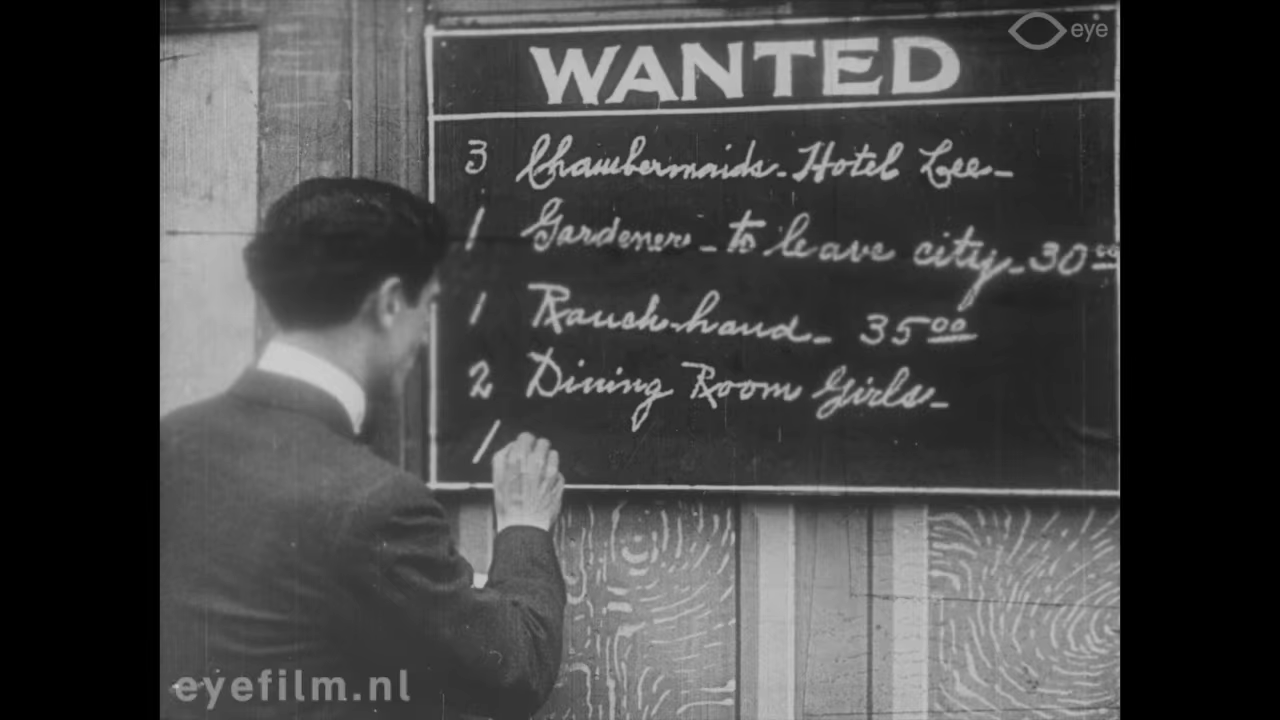 eye
WANTED
3 Chambermaids - Hotel Lee -
1 Gardener - to leave city - 30 00
1 Ranch-hand - 35 00
2 Dining Room Girls -
1
eyefilm.nl